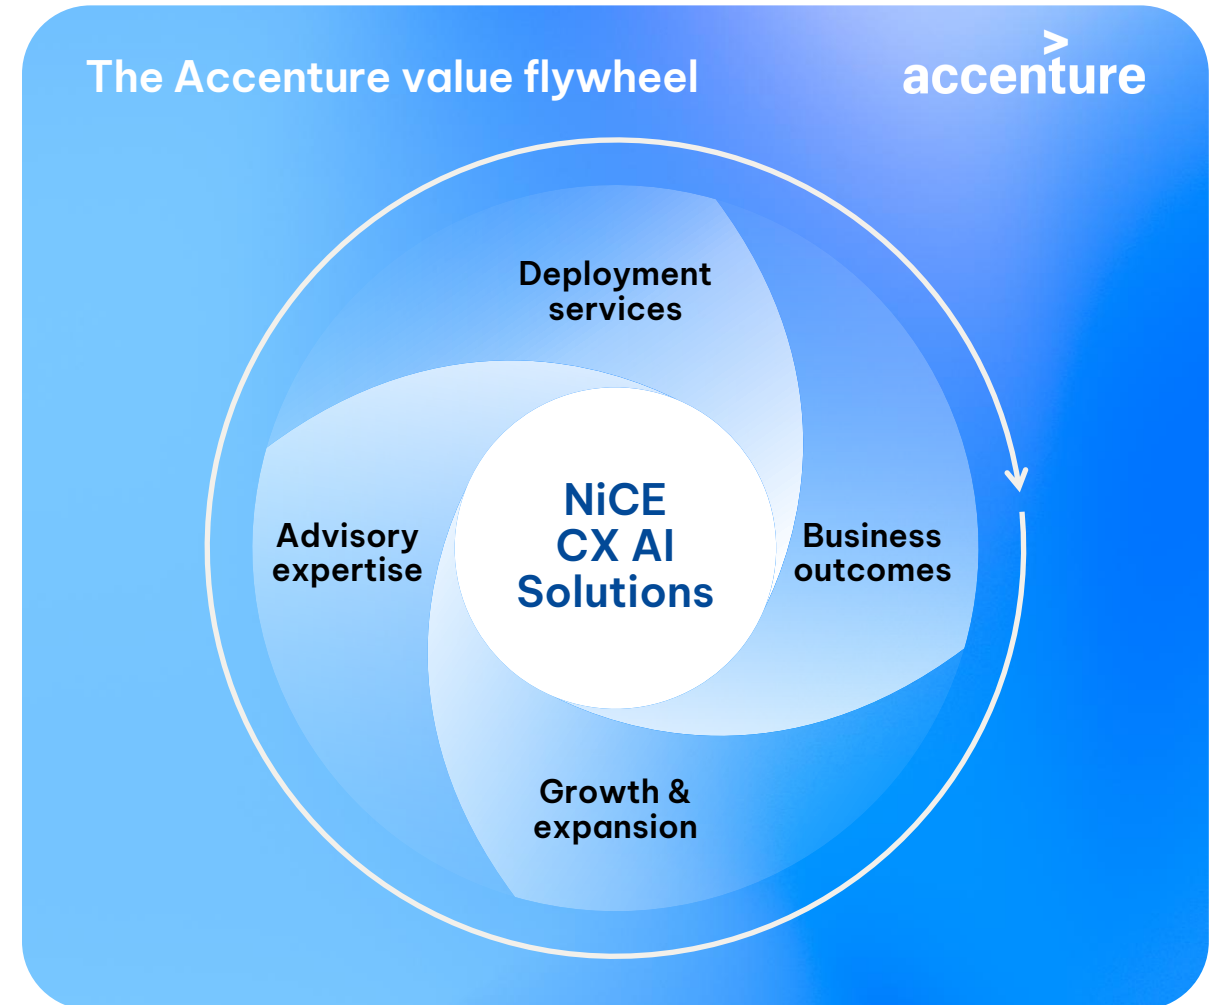 The Accenture value flywheel
>
accenture
Deployment
services
Advisory
expertise
NiCE
CX AI
Solutions
Business
outcomes
Growth &
expansion